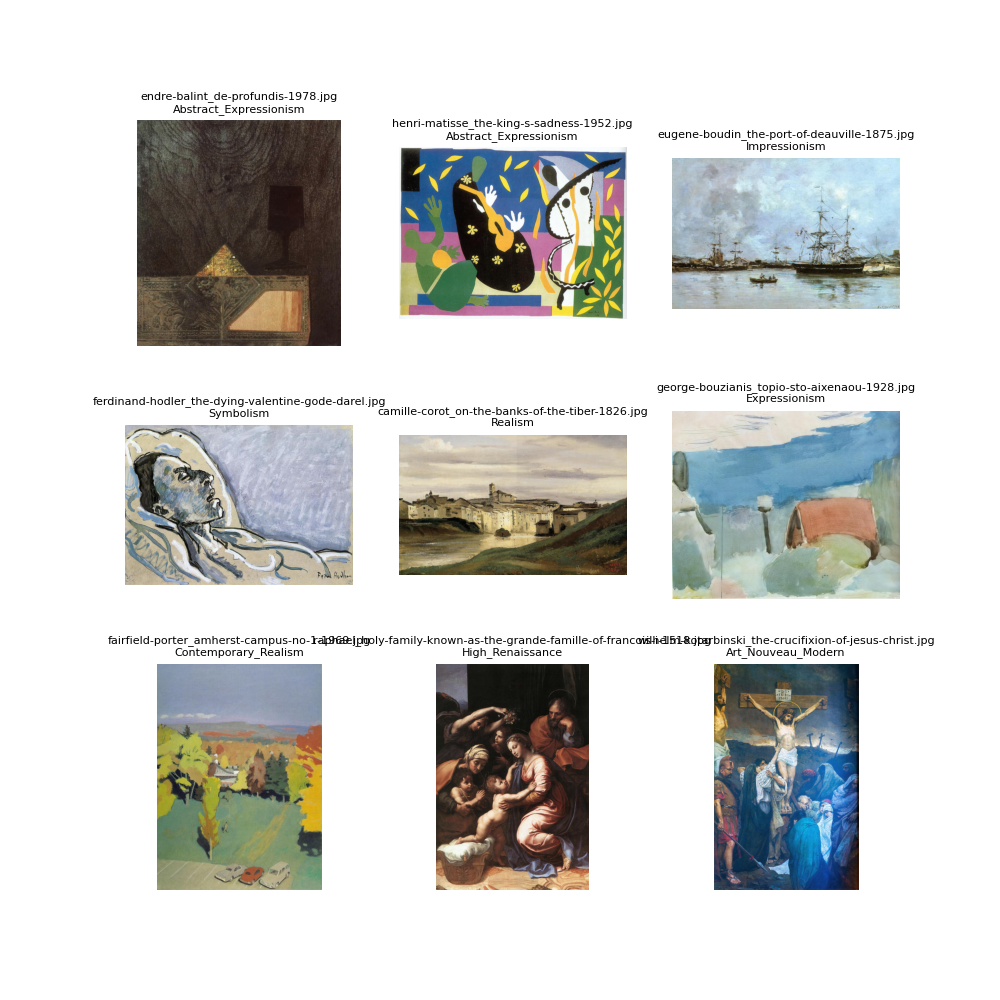 endre-balint_de-profundis-1978.jpg
Abstract_Expressionism
henri-matisse_the-king-s-sadness-1952.jpg
Abstract_Expressionism
eugene-boudin_the-port-of-deauville-1875.jpg
Impressionism
ferdinand-hodler_the-dying-valentine-gode-darel.jpg
Symbolism
camille-corot_on-the-banks-of-the-tiber-1826.jpg
Realism
george-bouzianis_topio-sto-aixenaou-1928.jpg
Expressionism
fairfield-porter_amherst-campus-no-1-1969.jpg
Contemporary_Realism
raphael_holy-family-known-as-the-grande-famille-of-francois-i-1518.jpg
High_Renaissance
kotarbinski_the-crucifixion-of-jesus-christ.jpg
Art_Nouveau_Modern